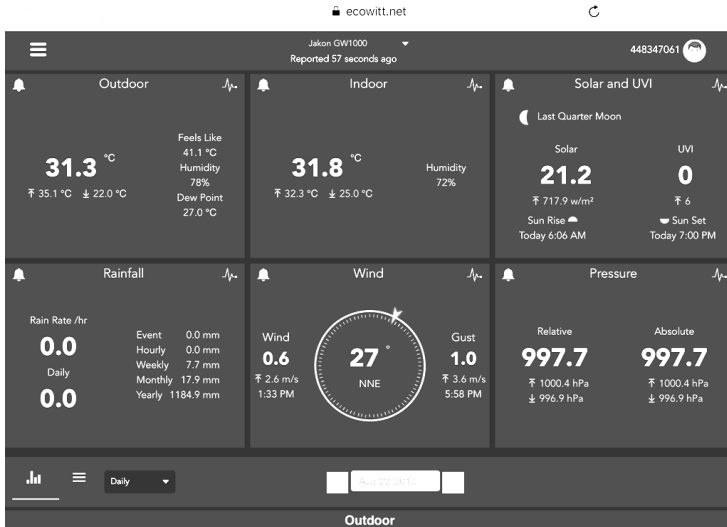 ecowitt.net
Jakon GW1000
Reported 57 seconds ago
448347061
Outdoor
31.3 °C
35.1 °C 22.0 °C
Feels Like
41.1 °C
Humidity
78%
Dew Point
27.0 °C
Indoor
31.8 °C
32.3 °C 25.0 °C
Humidity
72%
Solar and UVI
Last Quarter Moon
Solar
21.2
717.9 w/m²
UVI
0
6
Sun Rise
Today 6:06 AM
Sun Set
Today 7:00 PM
Rainfall
Rain Rate /hr
0.0
Daily
0.0
Event 0.0 mm
Hourly 0.0 mm
Weekly 7.7 mm
Monthly 17.9 mm
Yearly 1184.9 mm
Wind
Wind
0.6
2.6 m/s
1:33 PM
27 °
NNE
Gust
1.0
3.6 m/s
5:58 PM
Pressure
Relative
997.7
1000.4 hPa
996.9 hPa
Absolute
997.7
1000.4 hPa
996.9 hPa
Daily
Outdoor